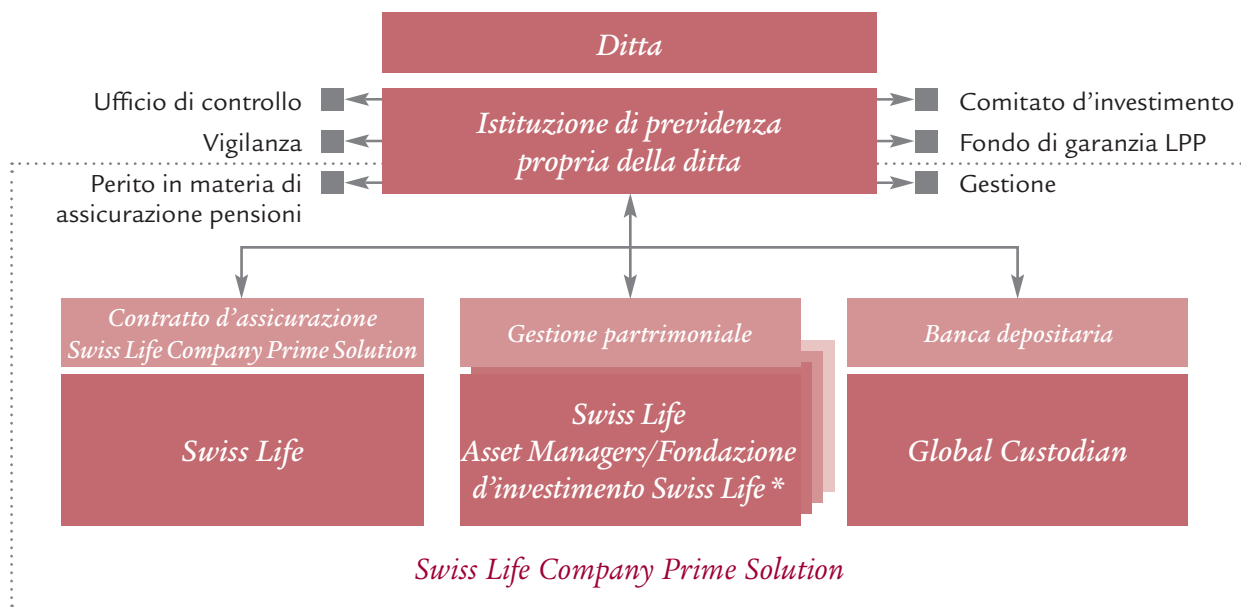 Ditta
Ufficio di controllo
Vigilanza
Perito in materia di
assicurazione pensioni
Istituzione di previdenza
propria della ditta
Comitato d'investimento
Fondo di garanzia LPP
Gestione
Contratto d'assicurazione
Swiss Life Company Prime Solution
Swiss Life
Gestione partrimoniale
Swiss Life
Asset Managers/Fondazione
d'investimento Swiss Life *
Banca depositaria
Global Custodian
Swiss Life Company Prime Solution